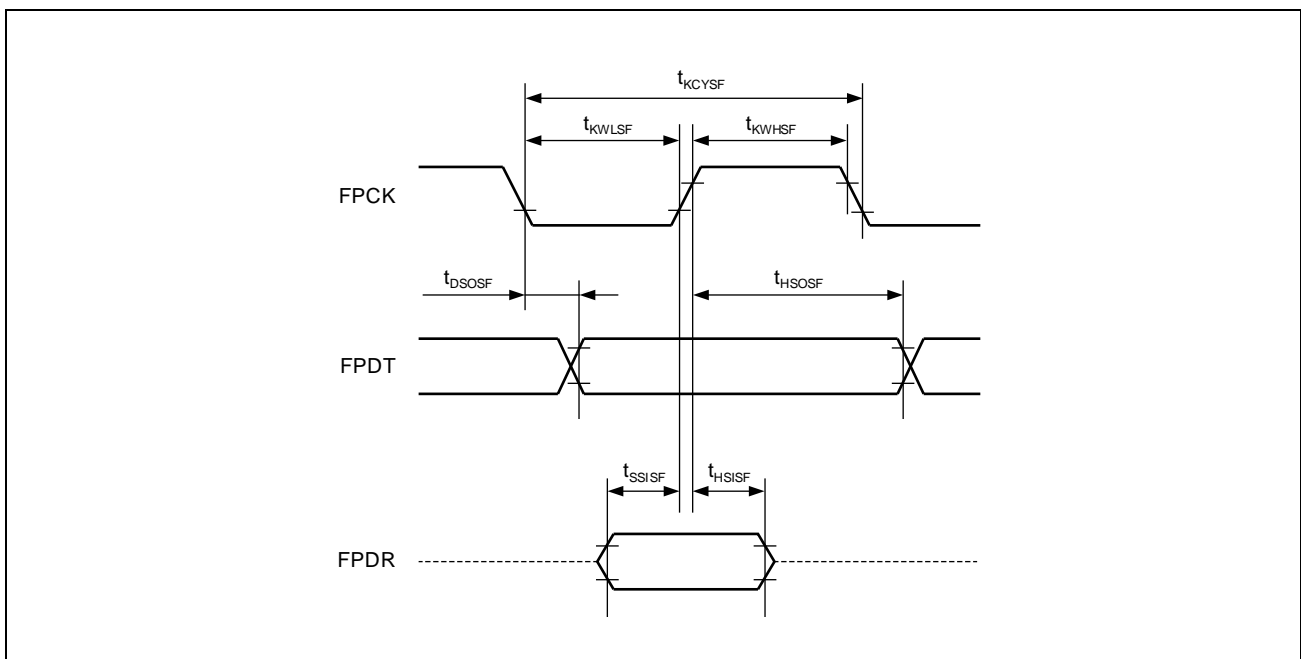 tKCYSF
tKWLSF tKWHSF
FPCK
tDSOSF tHSOSF
FPDT
tSSISF tHSISF
FPDR